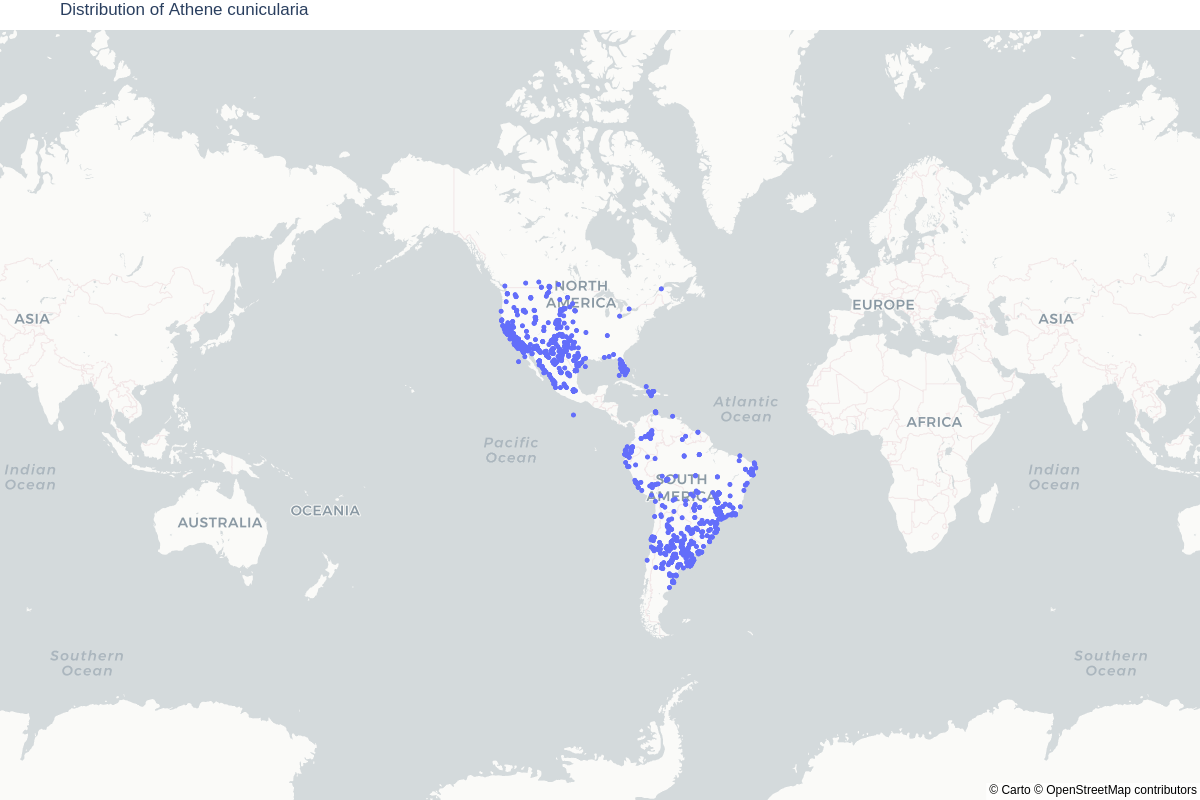 Distribution of Athene cunicularia
NORTH
AMERICA
EUROPE
ASIA
ASIA
Atlantic
Ocean
AFRICA
Pacific
Ocean
Indian
Ocean
Indian
Ocean
SOUTH
AMERICA
OCEANIA
AUSTRALIA
Southern
Ocean
Southern
Ocean
© Carto © OpenStreetMap contributors